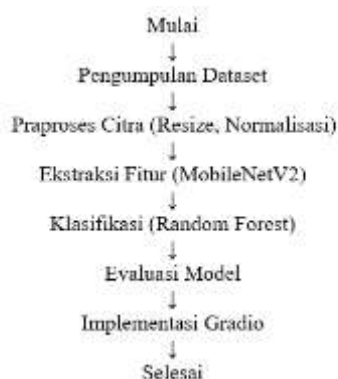 Mulai
↓
Pengumpulan Dataset
↓
Praproses Citra (Resize, Normalisasi)
↓
Ekstraksi Fitur (MobileNetV2)
↓
Klasifikasi (Random Forest)
↓
Evaluasi Model
↓
Implementasi Gradio
↓
Selesai